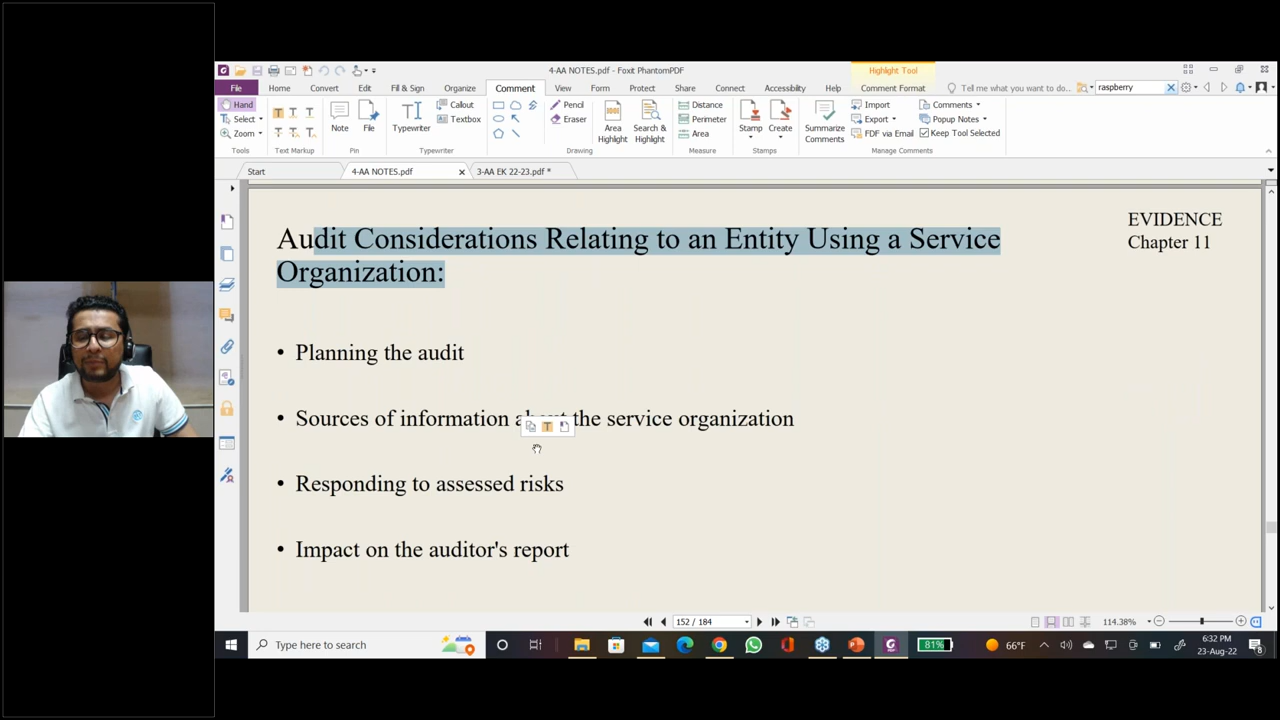 4-AA NOTES.pdf - Foxit PhantomPDF
Highlight Tool
File Home Convert Edit Fill & Sign Organize Comment View Form Protect Share Connect Accessibility Help Comment Format Tell me what you want to do... raspberry
Hand
Select
Zoom
Tools
Text Markup
Note
File
Pin
Typewriter
Callout
Textbox
Typewriter
Pencil
Eraser
Drawing
Area Highlight
Search & Highlight
Distance
Perimeter
Area
Measure
Stamp
Create
Stamps
Summarize Comments
Import
Export
FDF via Email
Comments
Popup Notes
Keep Tool Selected
Manage Comments
Start
4-AA NOTES.pdf
3-AA EK 22-23.pdf *
EVIDENCE
Chapter 11
Audit Considerations Relating to an Entity Using a Service
Organization:
• Planning the audit
• Sources of information about the service organization
• Responding to assessed risks
• Impact on the auditor's report
152 / 184
114.38%
Type here to search
81%
66°F
6:32 PM
23-Aug-22